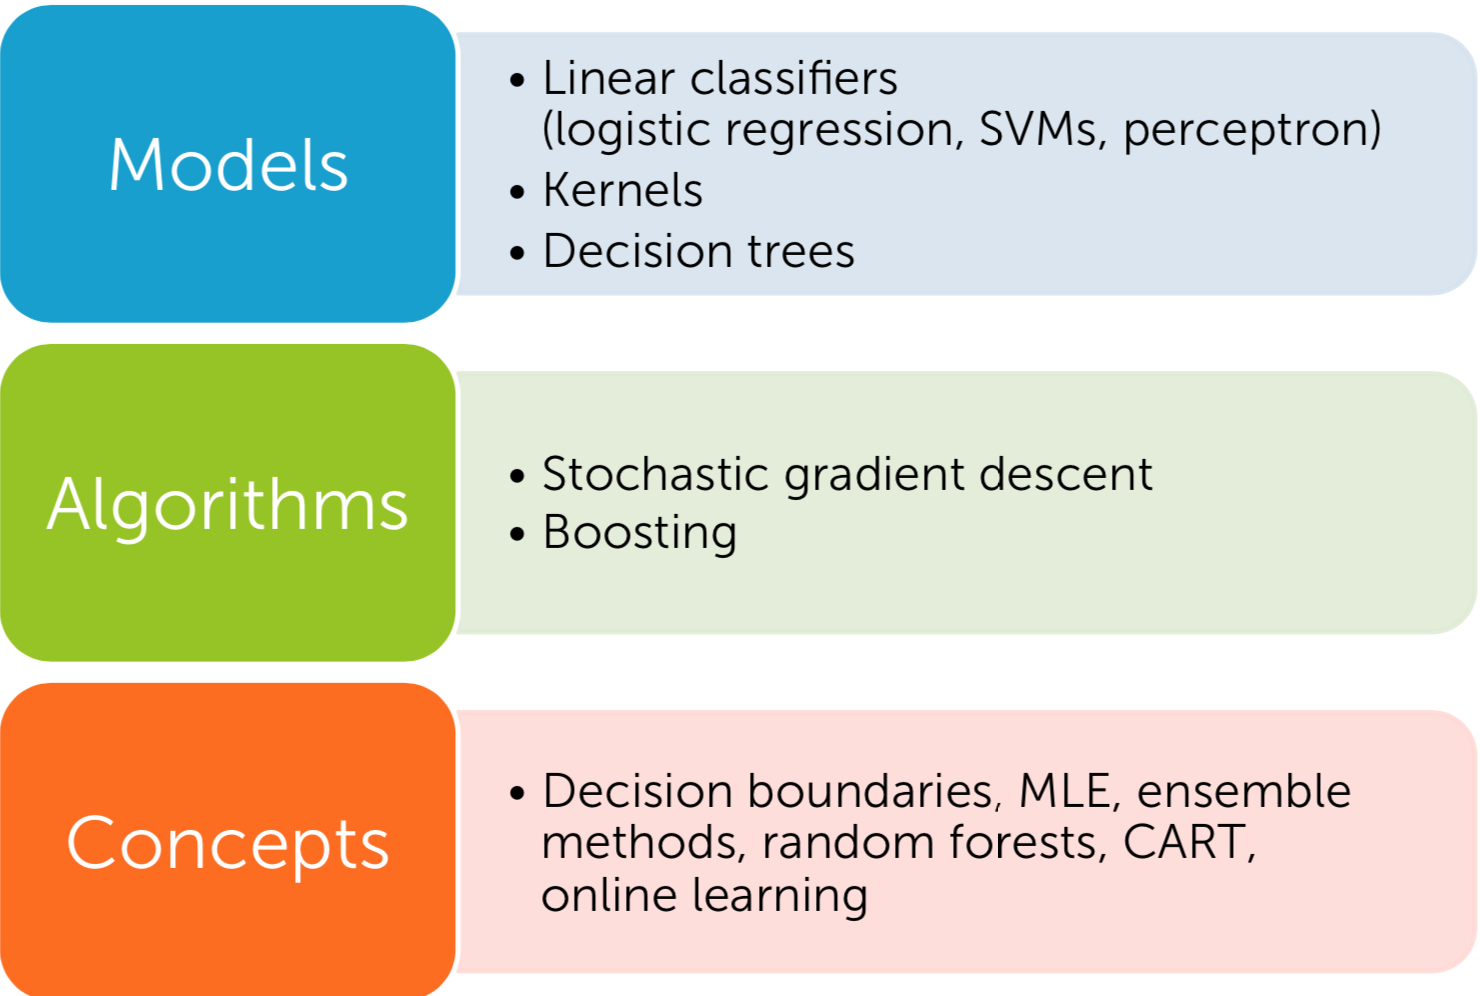 Models
• Linear classifiers
(logistic regression, SVMs, perceptron)
• Kernels
• Decision trees
Algorithms
• Stochastic gradient descent
• Boosting
Concepts
• Decision boundaries, MLE, ensemble
methods, random forests, CART,
online learning